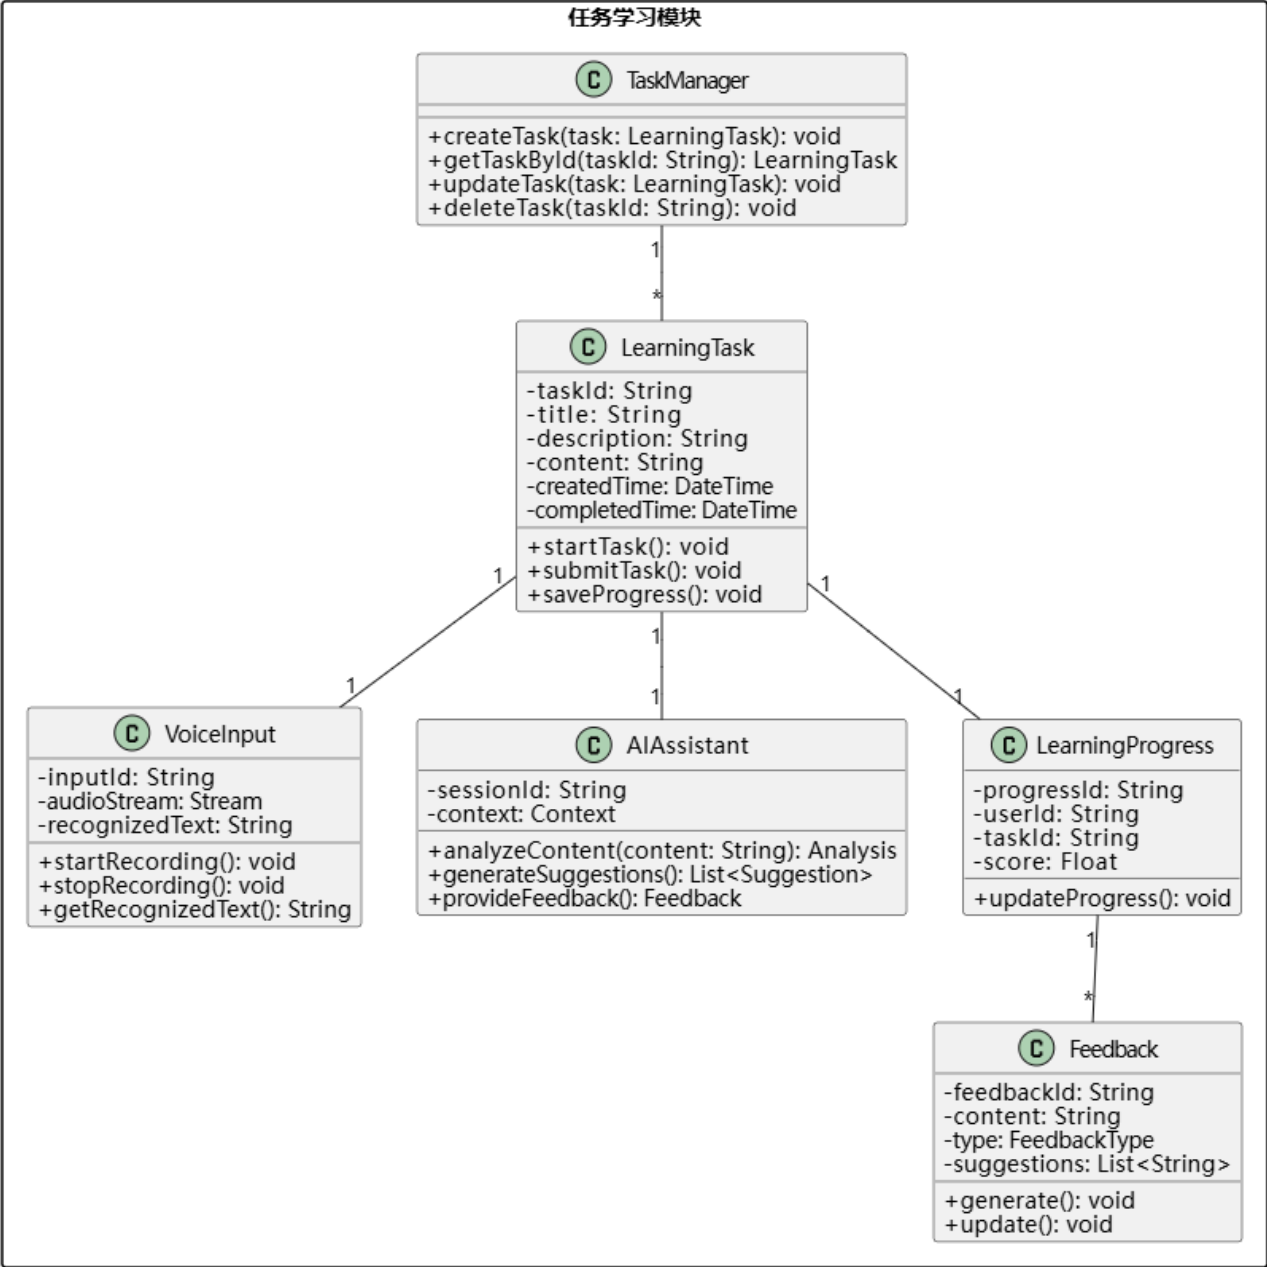 任务学习模块
C TaskManager
+createTask(task: LearningTask): void
+getTaskById(taskId: String): LearningTask
+updateTask(task: LearningTask): void
+deleteTask(taskId: String): void
1
*
C LearningTask
-taskId: String
-title: String
-description: String
-content: String
-createdTime: DateTime
-completedTime: DateTime
+startTask(): void
+submitTask(): void
+saveProgress(): void
1
1
1
1
1
1
C VoiceInput
-inputId: String
-audioStream: Stream
-recognizedText: String
+startRecording(): void
+stopRecording(): void
+getRecognizedText(): String
C AIAssistant
-sessionId: String
-context: Context
+analyzeContent(content: String): Analysis
+generateSuggestions(): List<Suggestion>
+provideFeedback(): Feedback
C LearningProgress
-progressId: String
-userId: String
-taskId: String
-score: Float
+updateProgress(): void
1
*
C Feedback
-feedbackId: String
-content: String
-type: FeedbackType
-suggestions: List<String>
+generate(): void
+update(): void